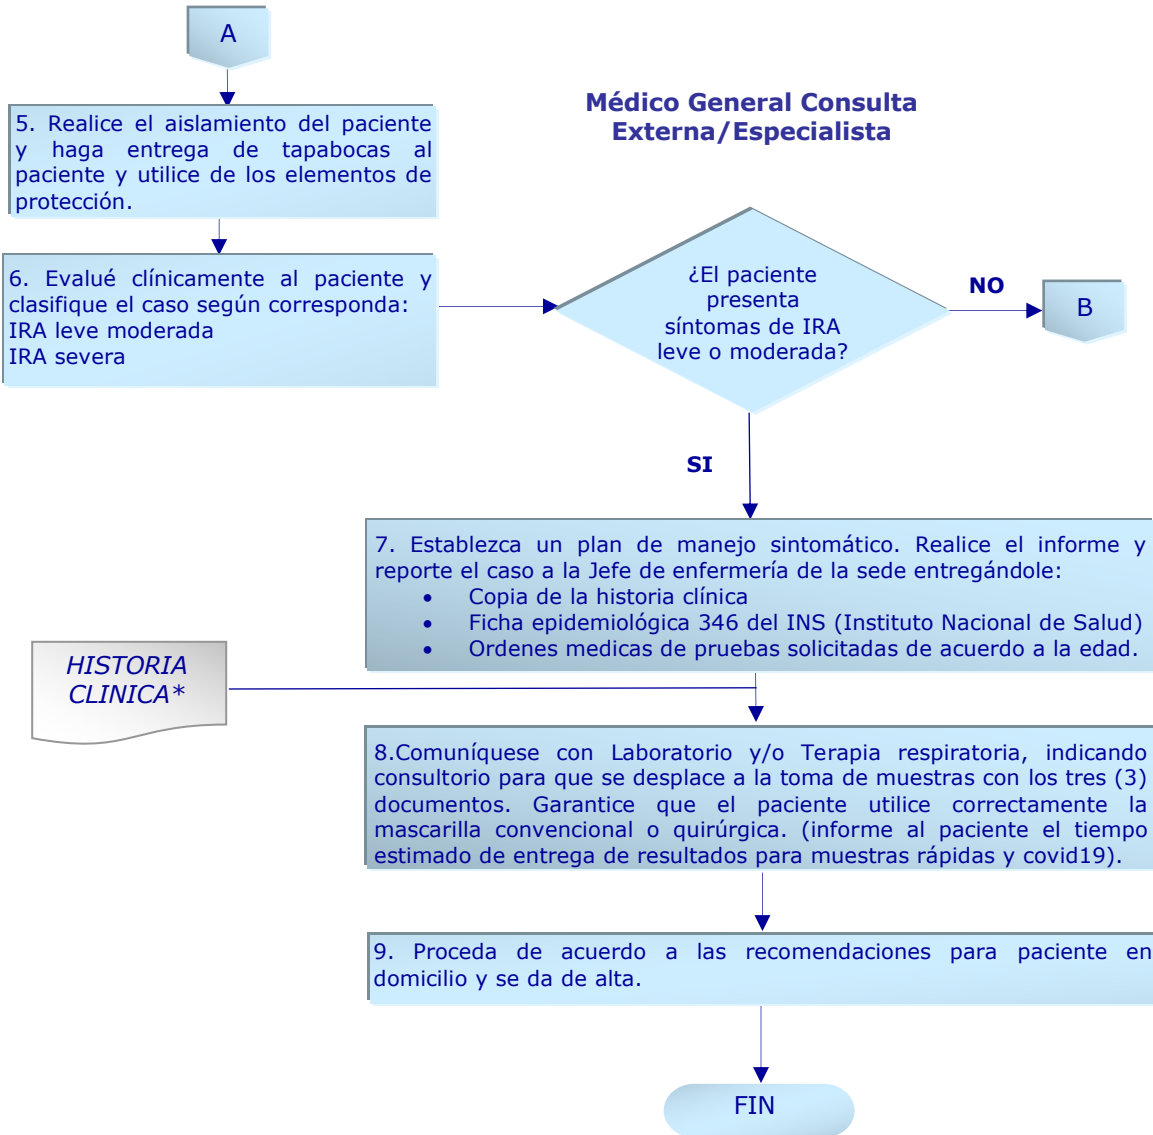 A
Médico General Consulta
Externa/Especialista
5. Realice el aislamiento del paciente
y haga entrega de tapabocas al
paciente y utilice de los elementos de
protección.
6. Evalué clínicamente al paciente y
clasifique el caso según corresponda:
IRA leve moderada
IRA severa
¿El paciente
presenta
síntomas de IRA
leve o moderada?
NO
B
SI
7. Establezca un plan de manejo sintomático. Realice el informe y
reporte el caso a la Jefe de enfermería de la sede entregándole:
• Copia de la historia clínica
• Ficha epidemiológica 346 del INS (Instituto Nacional de Salud)
• Ordenes medicas de pruebas solicitadas de acuerdo a la edad.
HISTORIA
CLINICA*
8.Comuníquese con Laboratorio y/o Terapia respiratoria, indicando
consultorio para que se desplace a la toma de muestras con los tres (3)
documentos. Garantice que el paciente utilice correctamente la
mascarilla convencional o quirúrgica. (informe al paciente el tiempo
estimado de entrega de resultados para muestras rápidas y covid19).
9. Proceda de acuerdo a las recomendaciones para paciente en
domicilio y se da de alta.
FIN